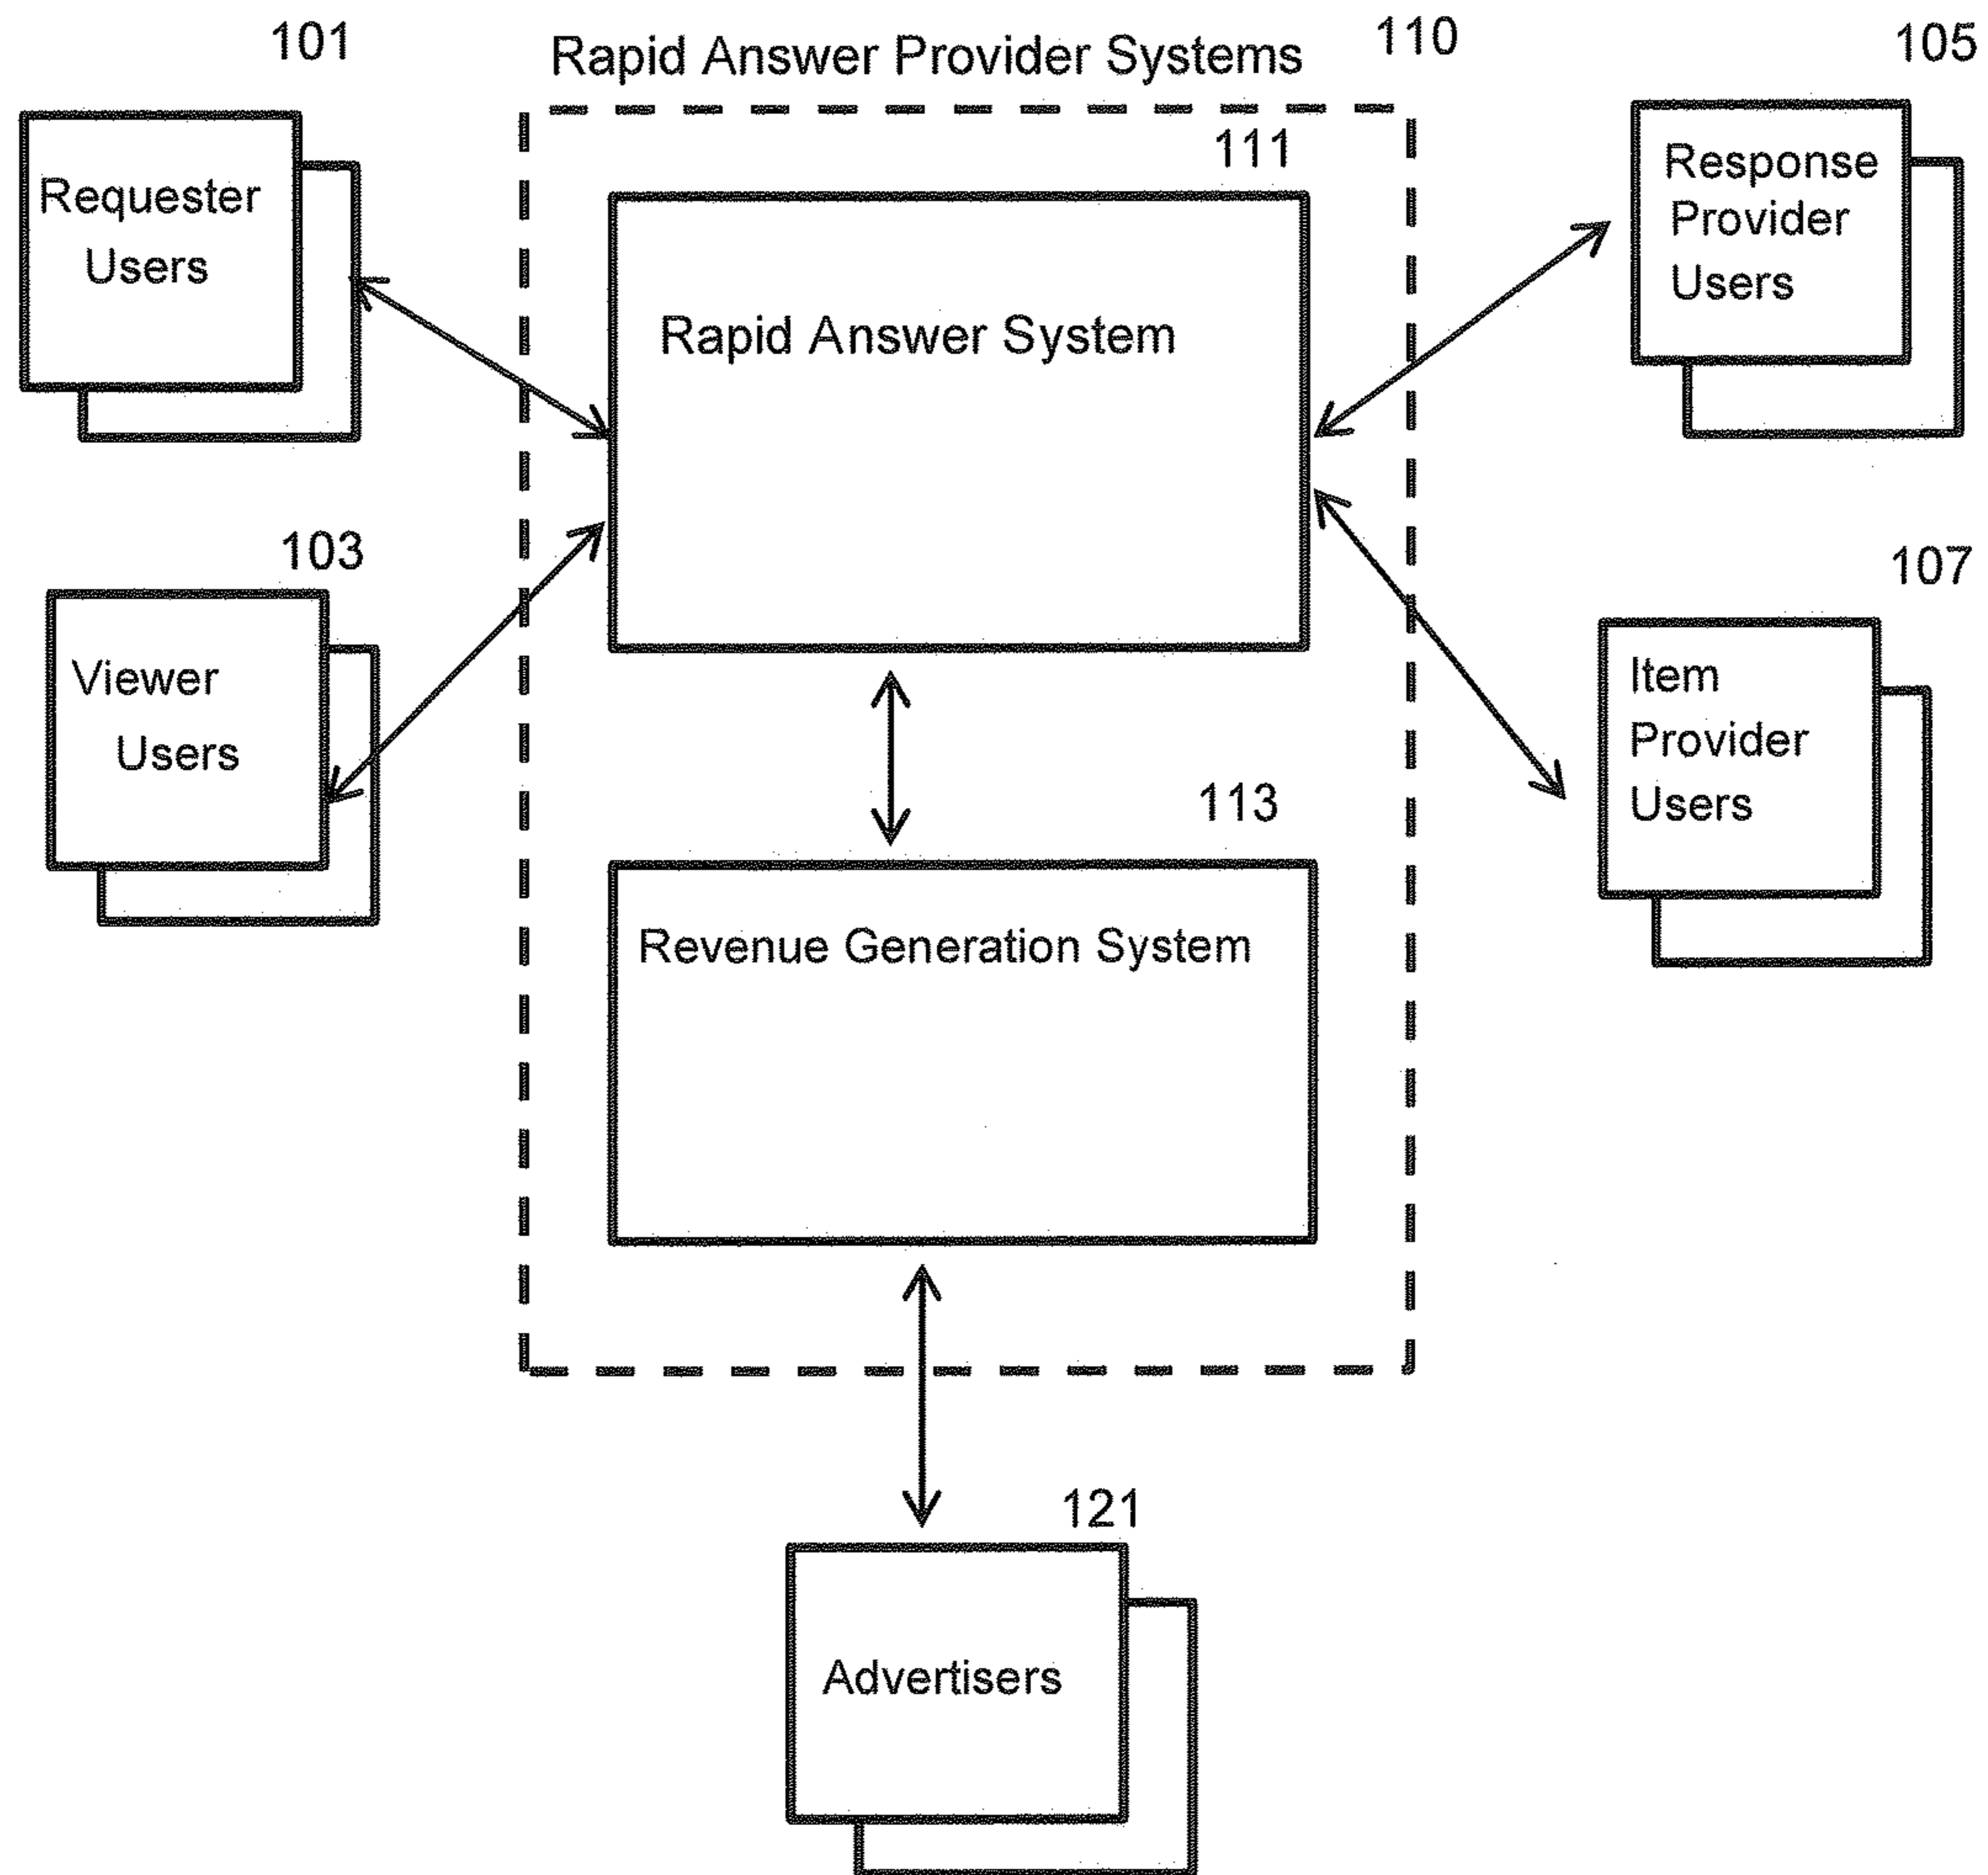 101
Rapid Answer Provider Systems
110
105
Requester
Users
111
Rapid Answer System
Response
Provider
Users
103
Viewer
Users
107
Item
Provider
Users
113
Revenue Generation System
121
Advertisers